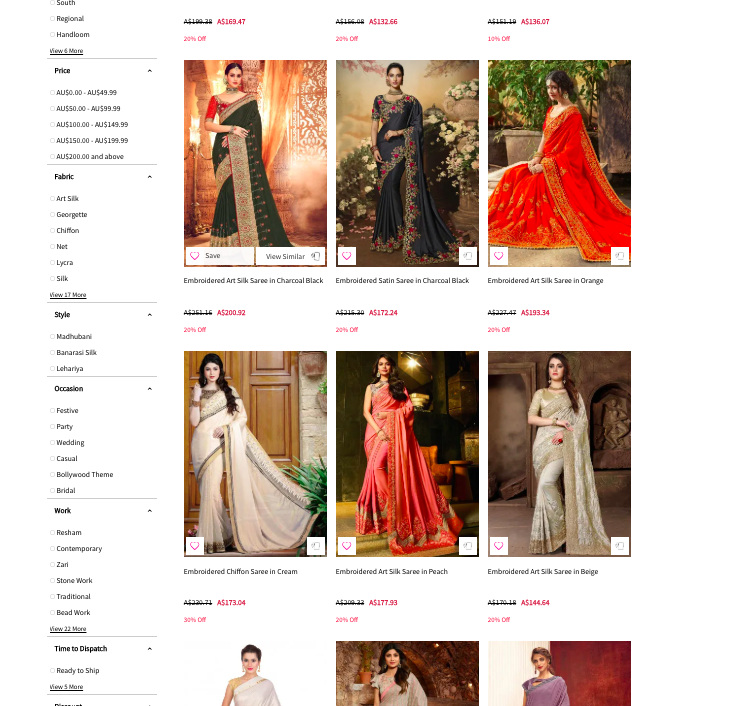 South
Regional
Handloom
View 6 More
Price
AU$0.00 - AU$49.99
AU$50.00 - AU$99.99
AU$100.00 - AU$149.99
AU$150.00 - AU$199.99
AU$200.00 and above
Fabric
Art Silk
Georgette
Chiffon
Net
Lycra
Silk
View 17 More
Style
Madhubani
Banarasi Silk
Lehariya
Occasion
Festive
Party
Wedding
Casual
Bollywood Theme
Bridal
Work
Resham
Contemporary
Zari
Stone Work
Traditional
Bead Work
View 22 More
Time to Dispatch
Ready to Ship
View 5 More
Discount
A$199.38 A$169.47
20% Off
A$156.08 A$132.66
20% Off
A$151.19 A$136.07
10% Off
Save
View Similar
Embroidered Art Silk Saree in Charcoal Black
A$251.16 A$200.92
20% Off
Embroidered Satin Saree in Charcoal Black
A$215.30 A$172.24
20% Off
Embroidered Art Silk Saree in Orange
A$227.47 A$193.34
20% Off
Embroidered Chiffon Saree in Cream
A$230.71 A$173.04
30% Off
Embroidered Art Silk Saree in Peach
A$209.33 A$177.93
20% Off
Embroidered Art Silk Saree in Beige
A$170.18 A$144.64
20% Off